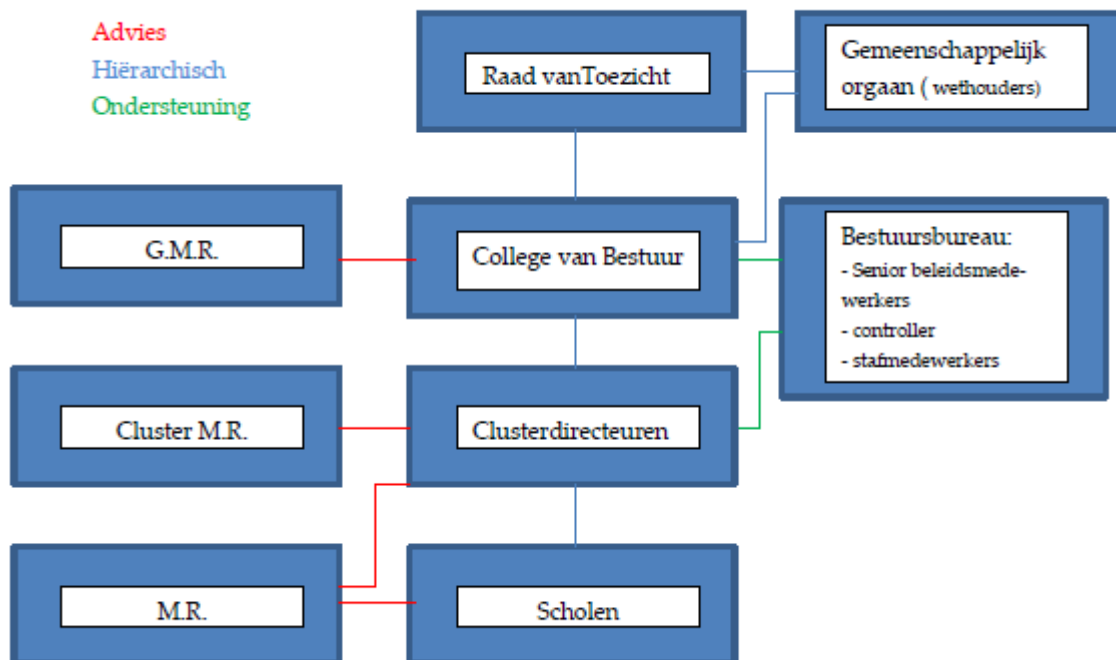 Advies
Hiërarchisch
Ondersteuning
Raad vanToezicht
Gemeenschappelijk
orgaan ( wethouders)
G.M.R.
College van Bestuur
Bestuursbureau:
- Senior beleidsmede-
werkers
- controller
- stafmedewerkers
Cluster M.R.
Clusterdirecteuren
M.R.
Scholen